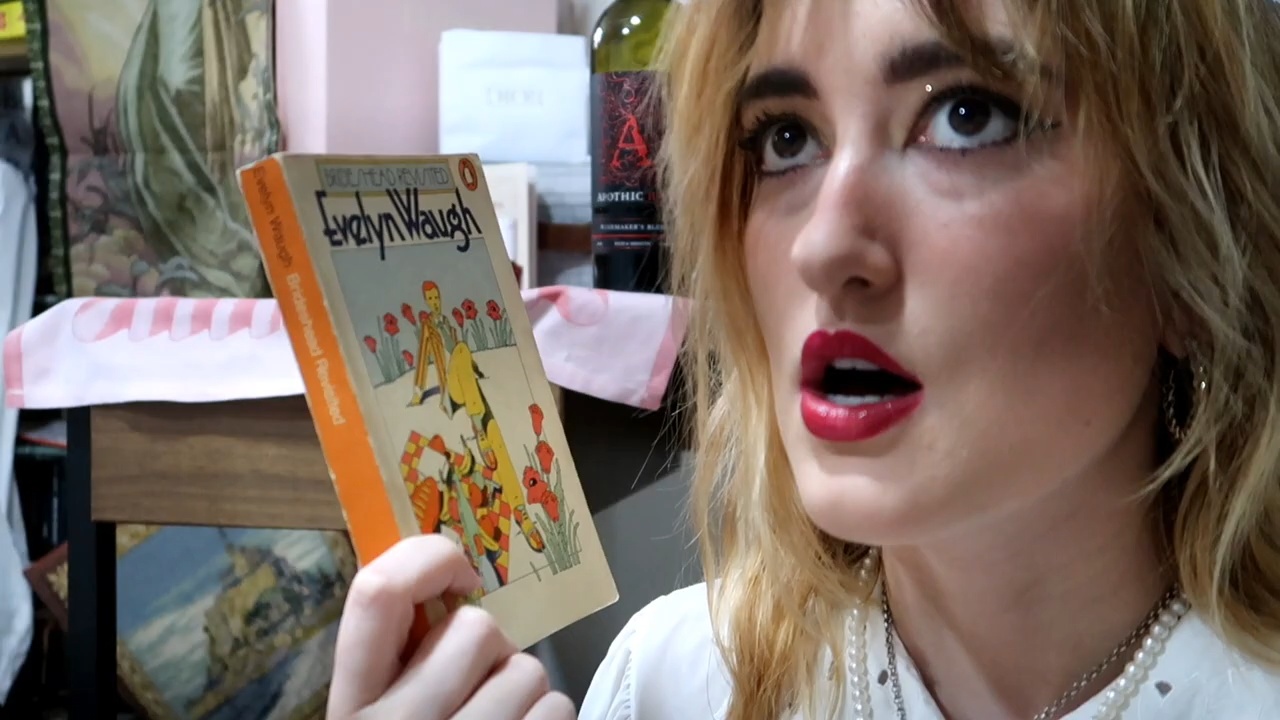 BRIDESHEAD REVISITED
Evelyn Waugh
Evelyn Waugh Brideshead Revisited
DIOR
A
APOTHIC
WINEMAKER'S BLEND